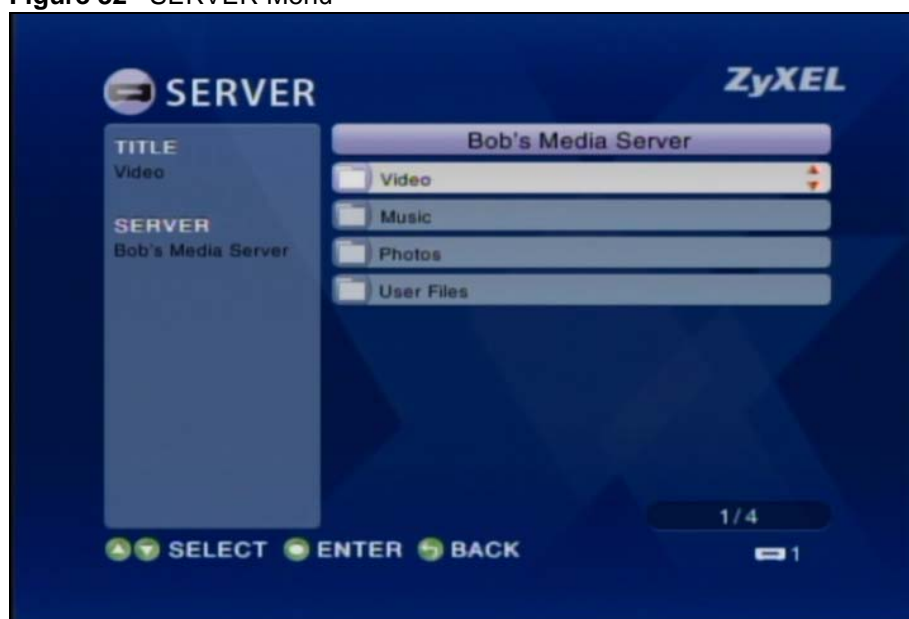 Figure 32 SERVER Menu
SERVER
ZyXEL
TITLE
Video
SERVER
Bob's Media Server
Bob's Media Server
Video
Music
Photos
User Files
1/4
SELECT ENTER BACK
1